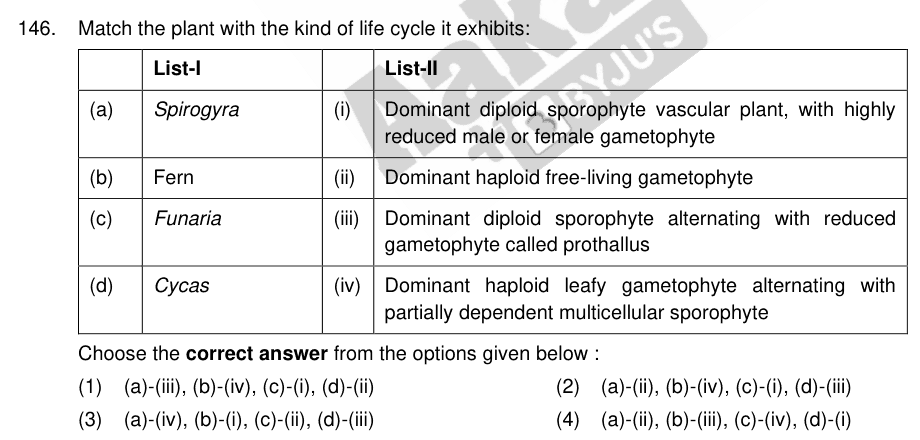 146. Match the plant with the kind of life cycle it exhibits:
List-I List-II
(a) Spirogyra (i) Dominant diploid sporophyte vascular plant, with highly
reduced male or female gametophyte
(b) Fern (ii) Dominant haploid free-living gametophyte
(c) Funaria (iii) Dominant diploid sporophyte alternating with reduced
gametophyte called prothallus
(d) Cycas (iv) Dominant haploid leafy gametophyte alternating with
partially dependent multicellular sporophyte
Choose the correct answer from the options given below :
(1) (a)-(iii), (b)-(iv), (c)-(i), (d)-(ii) (2) (a)-(ii), (b)-(iv), (c)-(i), (d)-(iii)
(3) (a)-(iv), (b)-(i), (c)-(ii), (d)-(iii) (4) (a)-(ii), (b)-(iii), (c)-(iv), (d)-(i)
BYJU'S